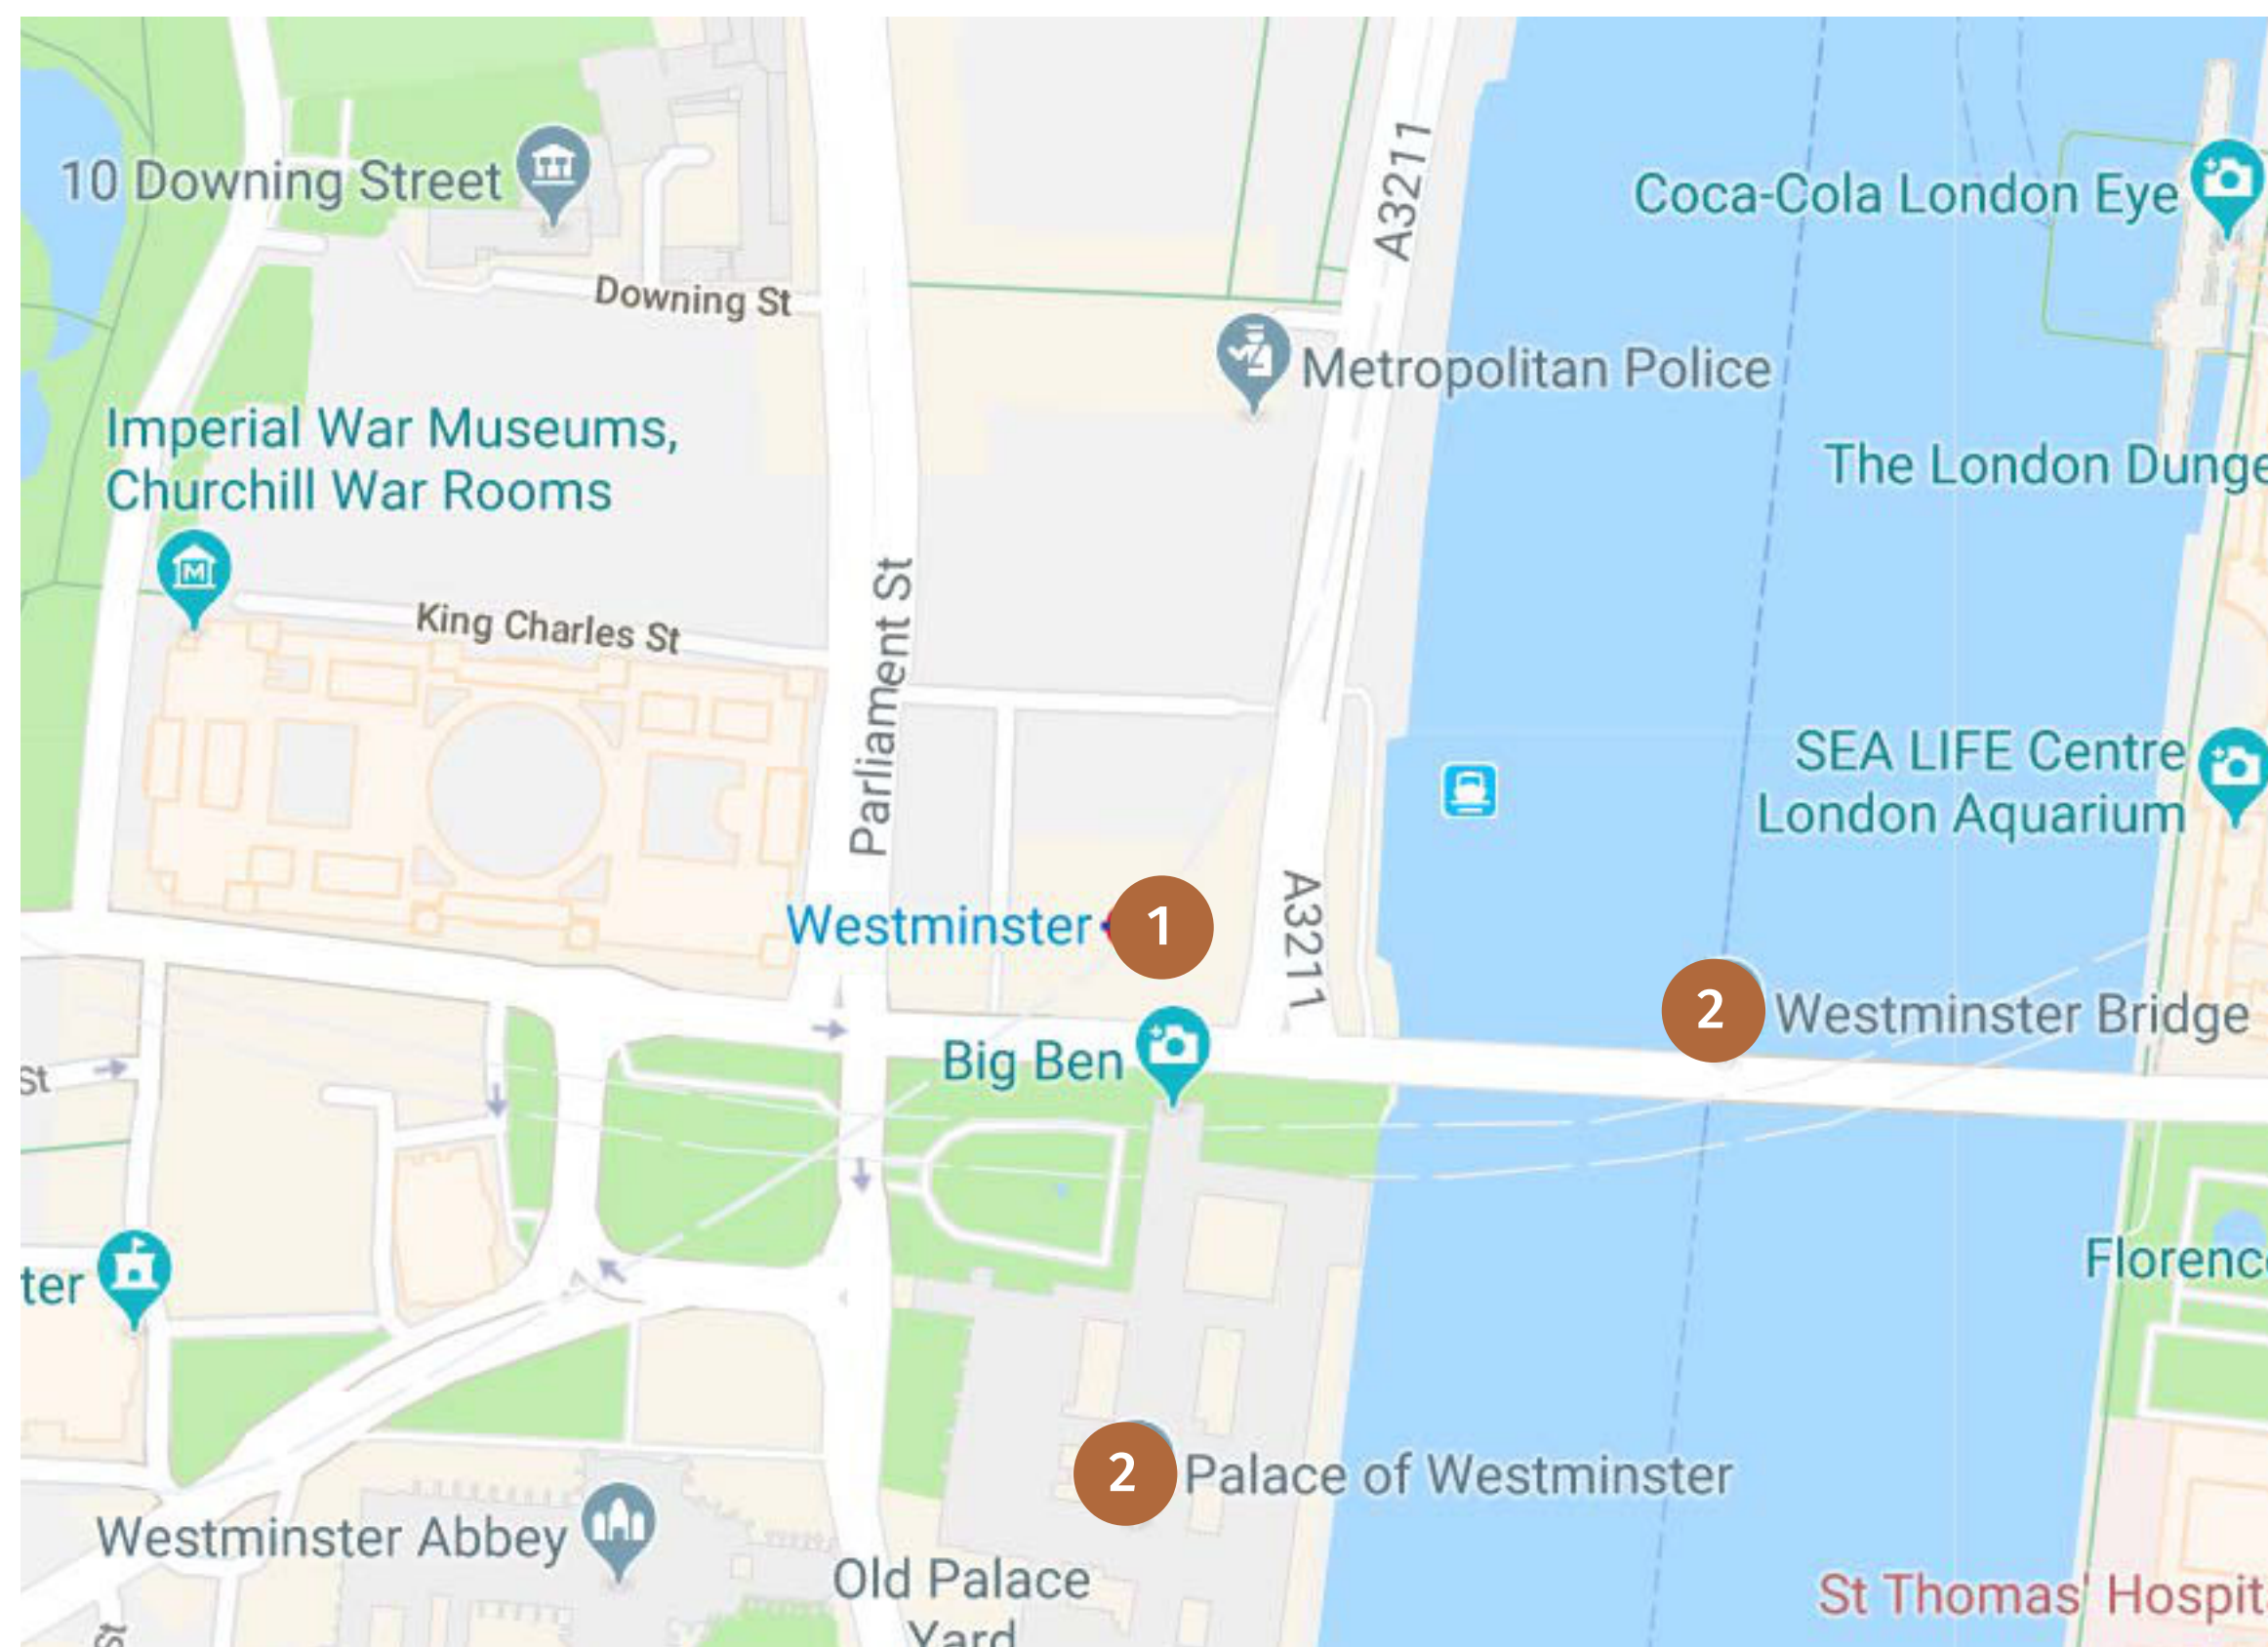 10 Downing Street
A3211
Coca-Cola London Eye
Downing St
Metropolitan Police
Imperial War Museums,
Churchill War Rooms
The London Dunge
King Charles St
Parliament St
SEA LIFE Centre
London Aquarium
Westminster
1
A3211
2
Westminster Bridge
Big Ben
St
ter
Florenc
2
Palace of Westminster
Westminster Abbey
Old Palace
Yard
St Thomas' Hospit
St